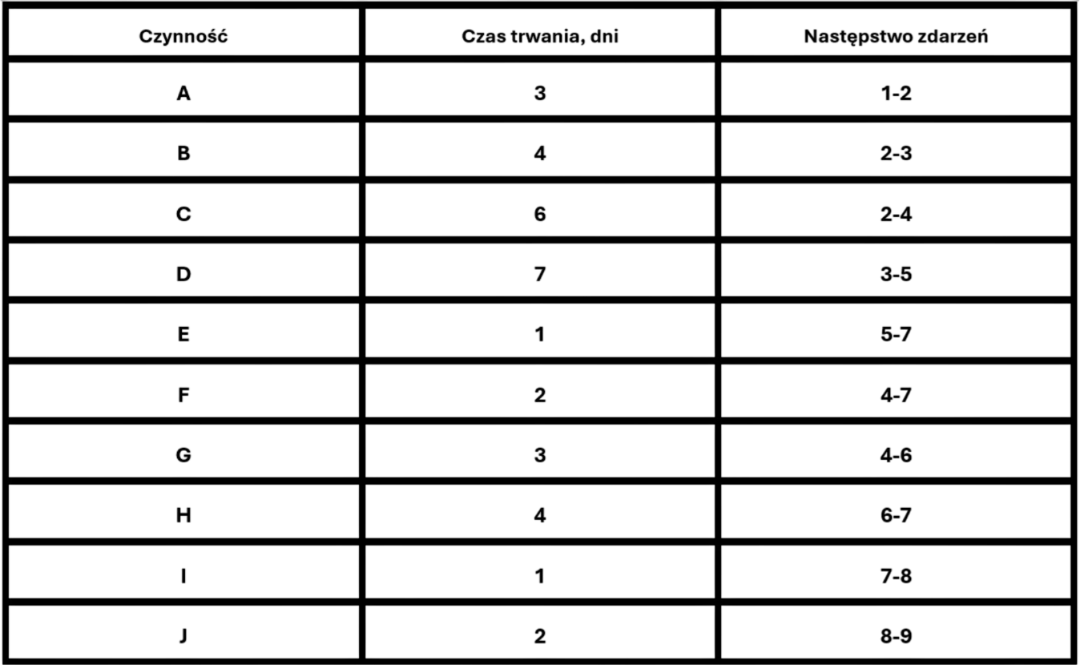 Czynność Czas trwania, dni Następstwo zdarzeń
A 3 1-2
B 4 2-3
C 6 2-4
D 7 3-5
E 1 5-7
F 2 4-7
G 3 4-6
H 4 6-7
I 1 7-8
J 2 8-9